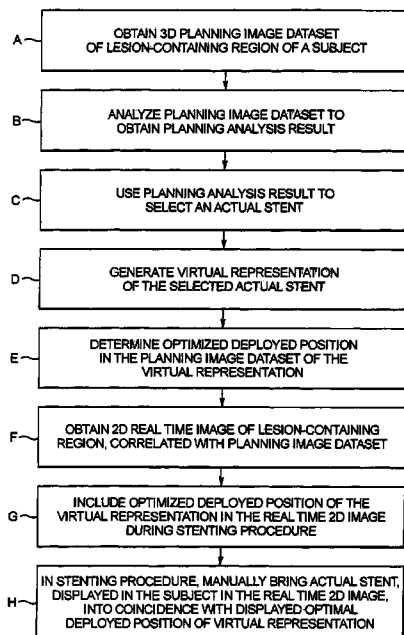 A
OBTAIN 3D PLANNING IMAGE DATASET
OF LESION-CONTAINING REGION OF A SUBJECT
B
ANALYZE PLANNING IMAGE DATASET TO
OBTAIN PLANNING ANALYSIS RESULT
C
USE PLANNING ANALYSIS RESULT TO
SELECT AN ACTUAL STENT
D
GENERATE VIRTUAL REPRESENTATION
OF THE SELECTED ACTUAL STENT
E
DETERMINE OPTIMIZED DEPLOYED POSITION
IN THE PLANNING IMAGE DATASET OF THE
VIRTUAL REPRESENTATION
F
OBTAIN 2D REAL TIME IMAGE OF LESION-CONTAINING
REGION, CORRELATED WITH PLANNING IMAGE DATASET
G
INCLUDE OPTIMIZED DEPLOYED POSITION OF THE
VIRTUAL REPRESENTATION IN THE REAL TIME 2D IMAGE
DURING STENTING PROCEDURE
H
IN STENTING PROCEDURE, MANUALLY BRING ACTUAL STENT,
DISPLAYED IN THE SUBJECT IN THE REAL TIME 2D IMAGE,
INTO COINCIDENCE WITH DISPLAYED OPTIMAL
DEPLOYED POSITION OF VIRTUAL REPRESENTATION